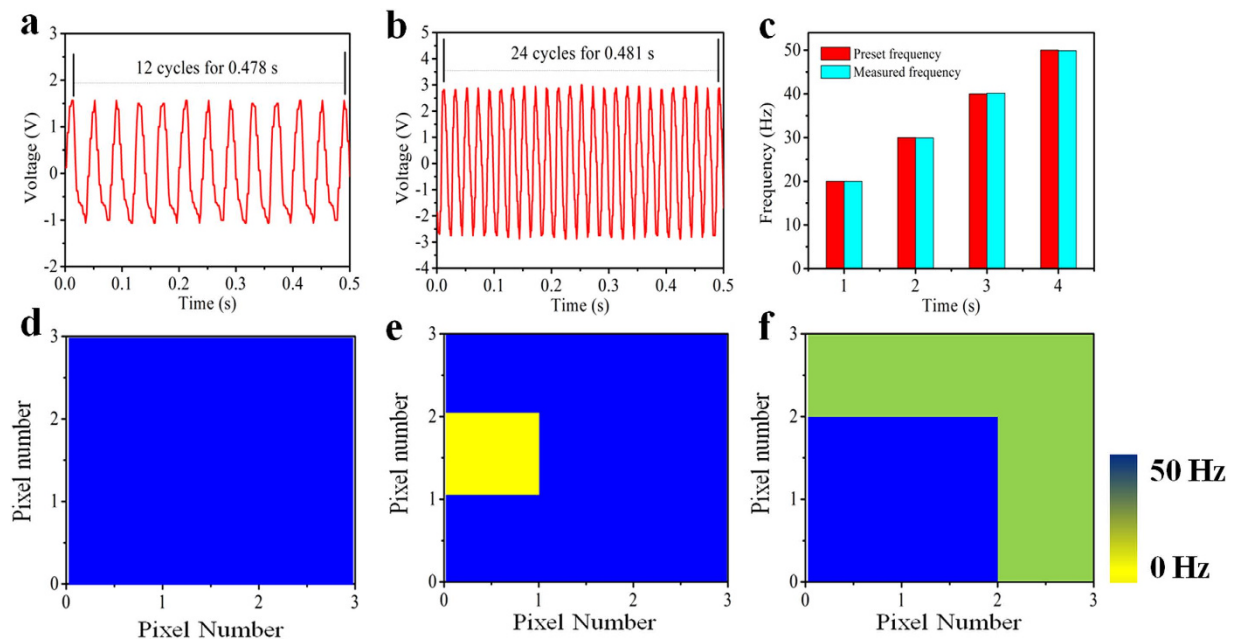 a
3
2
1
0
-1
-2
Voltage (V)
12 cycles for 0.478 s
0.0 0.1 0.2 0.3 0.4 0.5
Time (s)
b
5
4
3
2
1
0
-1
-2
-3
-4
Voltage (V)
24 cycles for 0.481 s
0.0 0.1 0.2 0.3 0.4 0.5
Time (s)
c
50
40
30
20
10
0
Frequency (Hz)
Preset frequency
Measured frequency
1 2 3 4
Time (s)
d
3
2
1
0
Pixel number
0 1 2 3
Pixel Number
e
3
2
1
0
Pixel number
0 1 2 3
Pixel Number
f
3
2
1
0
Pixel number
0 1 2 3
Pixel Number
50 Hz
0 Hz